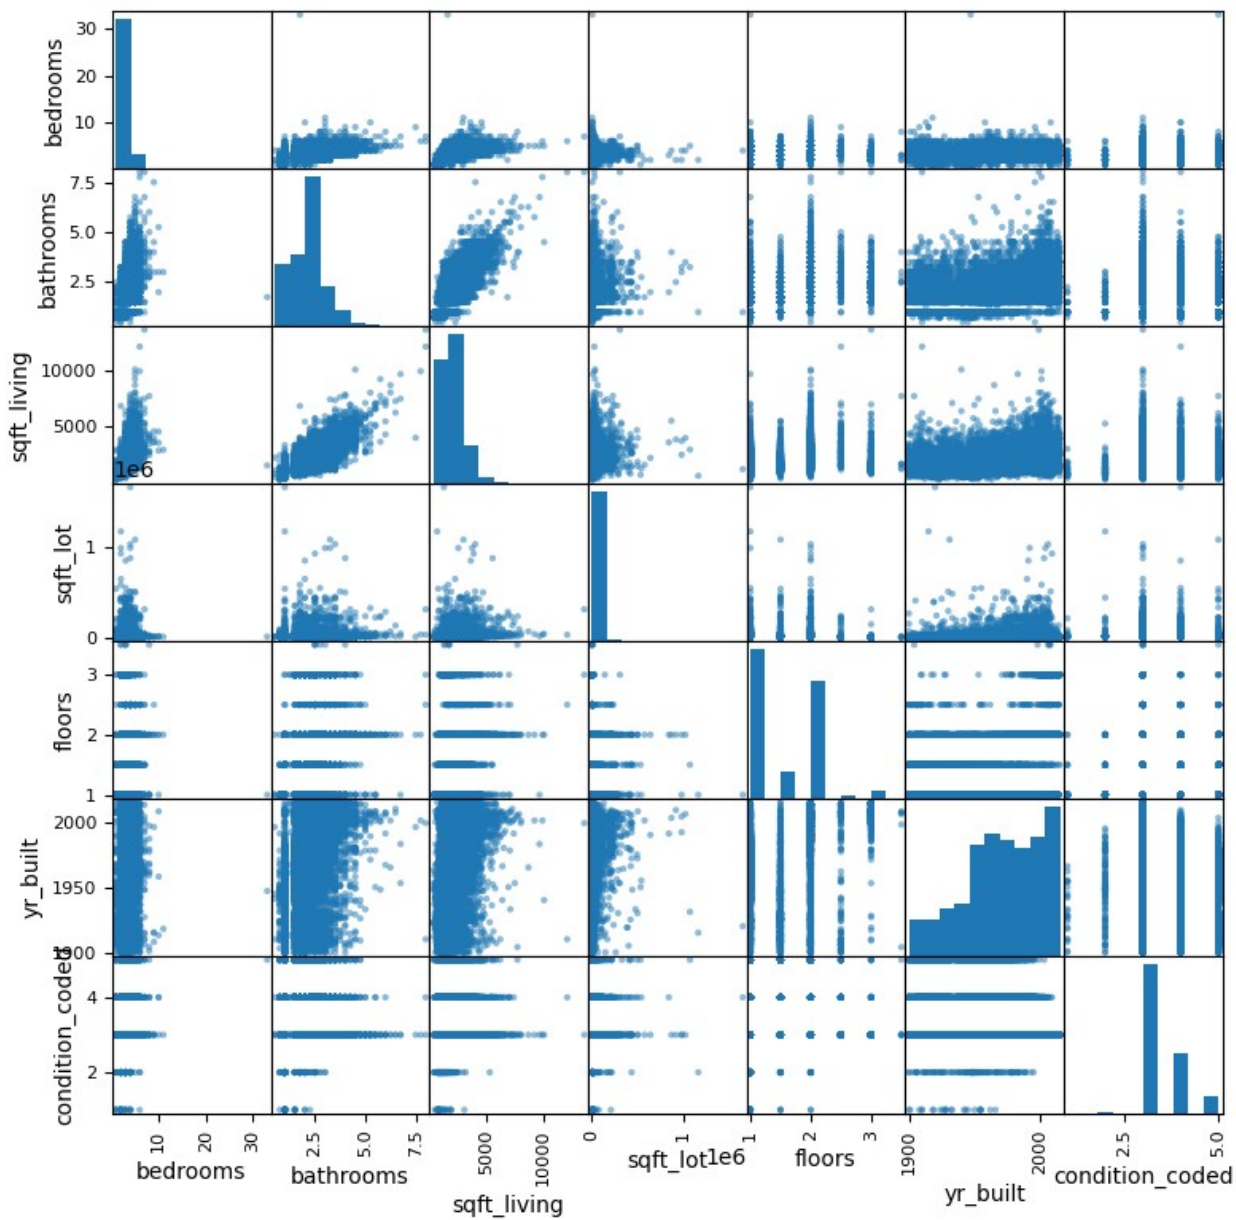 30
20
10
bedrooms
7.5
5.0
2.5
bathrooms
10000
5000
sqft_living
1e6
1
0
sqft_lot
3
2
1
floors
2000
1950
1900
yr_built
4
2
condition_coded
10 20 30
bedrooms
2.5 5.0 7.5
bathrooms
5000 10000
sqft_living
0 1
sqft_lot 1e6
1 2 3
floors
1900 2000
yr_built
2.5 5.0
condition_coded